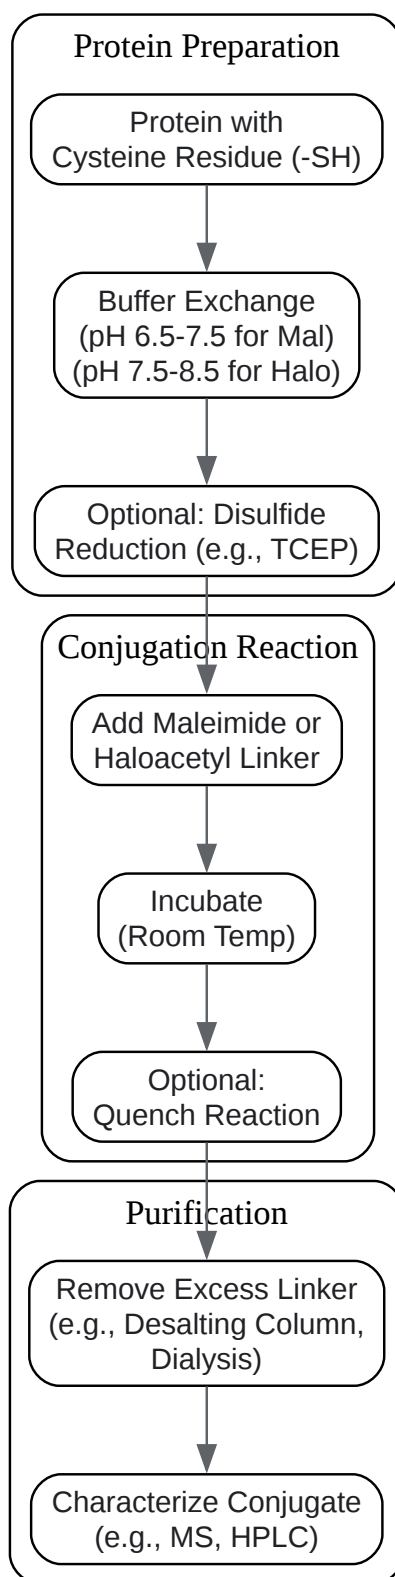 Protein Preparation
Protein with
Cysteine Residue (-SH)
Buffer Exchange
(pH 6.5-7.5 for Mal)
(pH 7.5-8.5 for Halo)
Optional: Disulfide
Reduction (e.g., TCEP)
Conjugation Reaction
Add Maleimide or
Haloacetyl Linker
Incubate
(Room Temp)
Optional:
Quench Reaction
Purification
Remove Excess Linker
(e.g., Desalting Column,
Dialysis)
Characterize Conjugate
(e.g., MS, HPLC)